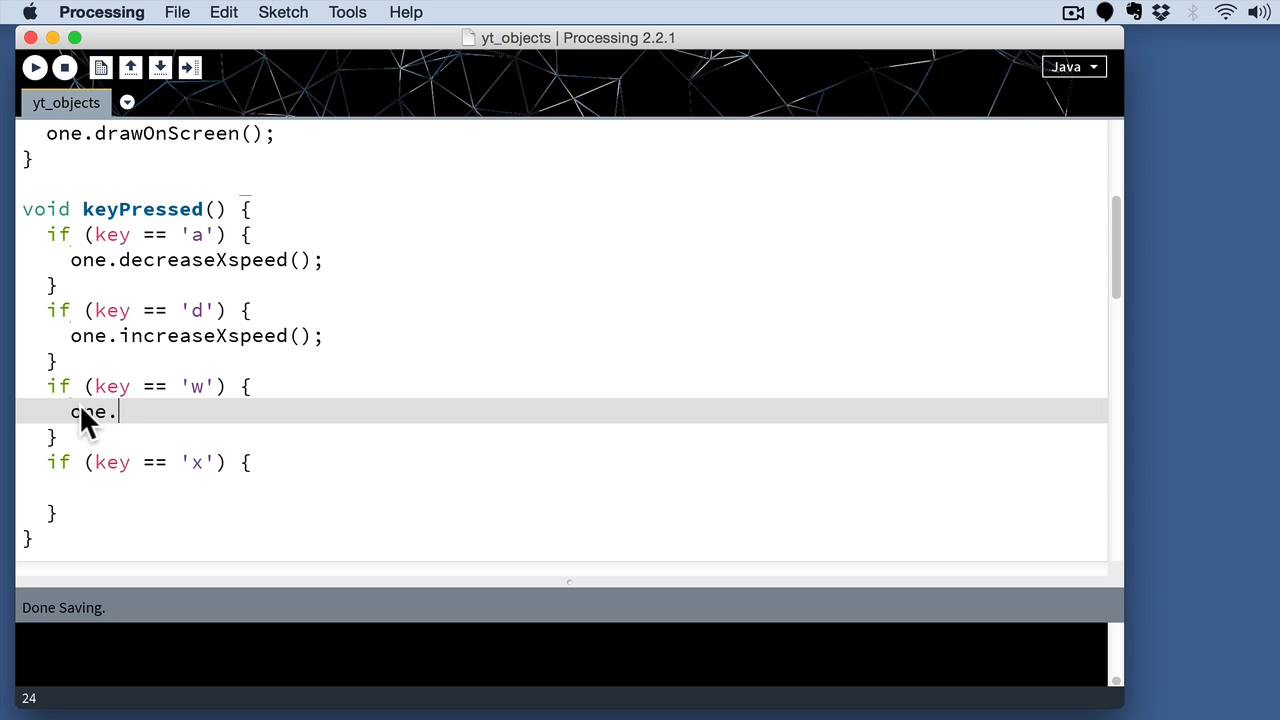 Processing File Edit Sketch Tools Help
yt_objects | Processing 2.2.1
Java
yt_objects
one.drawOnScreen();
}
void keyPressed() {
if (key == 'a') {
one.decreaseXspeed();
}
if (key == 'd') {
one.increaseXspeed();
}
if (key == 'w') {
one.
}
if (key == 'x') {
}
}
Done Saving.
24